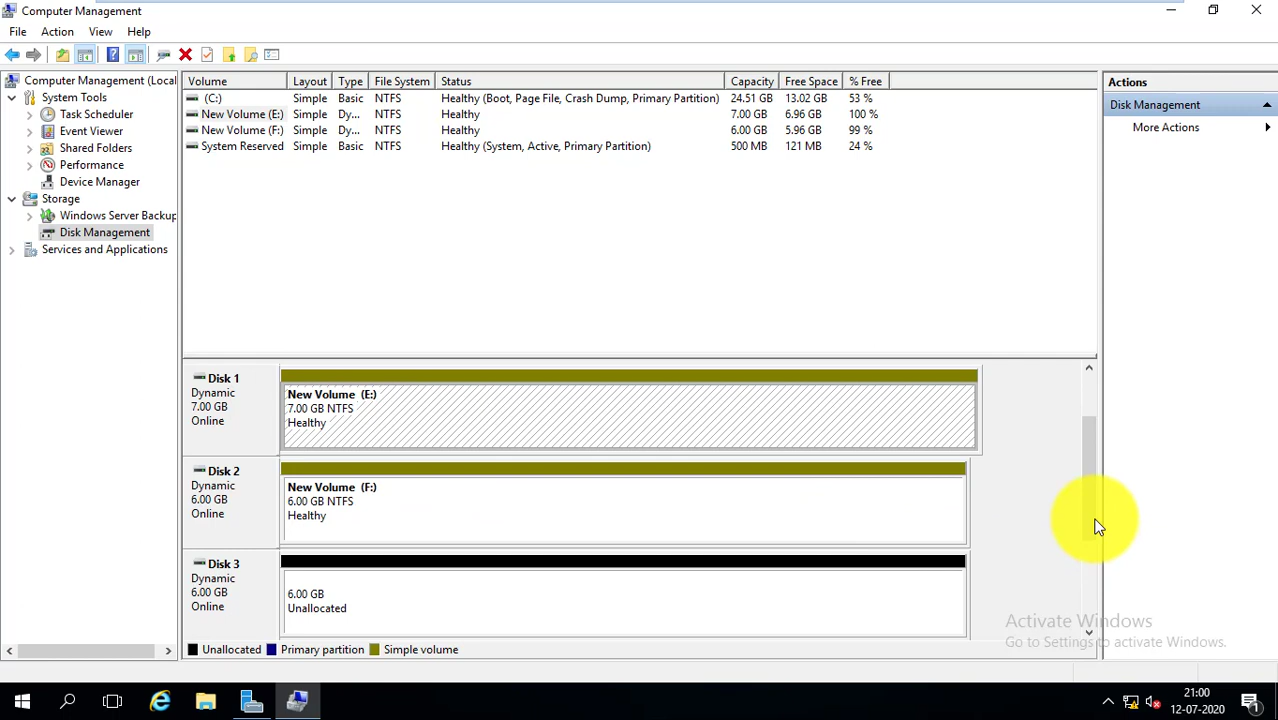 Computer Management
File Action View Help
Computer Management (Local
System Tools
Task Scheduler
Event Viewer
Shared Folders
Performance
Device Manager
Storage
Windows Server Backup
Disk Management
Services and Applications
Volume Layout Type File System Status Capacity Free Space % Free
(C:) Simple Basic NTFS Healthy (Boot, Page File, Crash Dump, Primary Partition) 24.51 GB 13.02 GB 53 %
New Volume (E:) Simple Dy... NTFS Healthy 7.00 GB 6.96 GB 100 %
New Volume (F:) Simple Dy... NTFS Healthy 6.00 GB 5.96 GB 99 %
System Reserved Simple Basic NTFS Healthy (System, Active, Primary Partition) 500 MB 121 MB 24 %
Disk 1
Dynamic
7.00 GB
Online
New Volume (E:)
7.00 GB NTFS
Healthy
Disk 2
Dynamic
6.00 GB
Online
New Volume (F:)
6.00 GB NTFS
Healthy
Disk 3
Dynamic
6.00 GB
Online
6.00 GB
Unallocated
Unallocated Primary partition Simple volume
Actions
Disk Management
More Actions
Activate Windows
Go to Settings to activate Windows.
21:00
12-07-2020
1